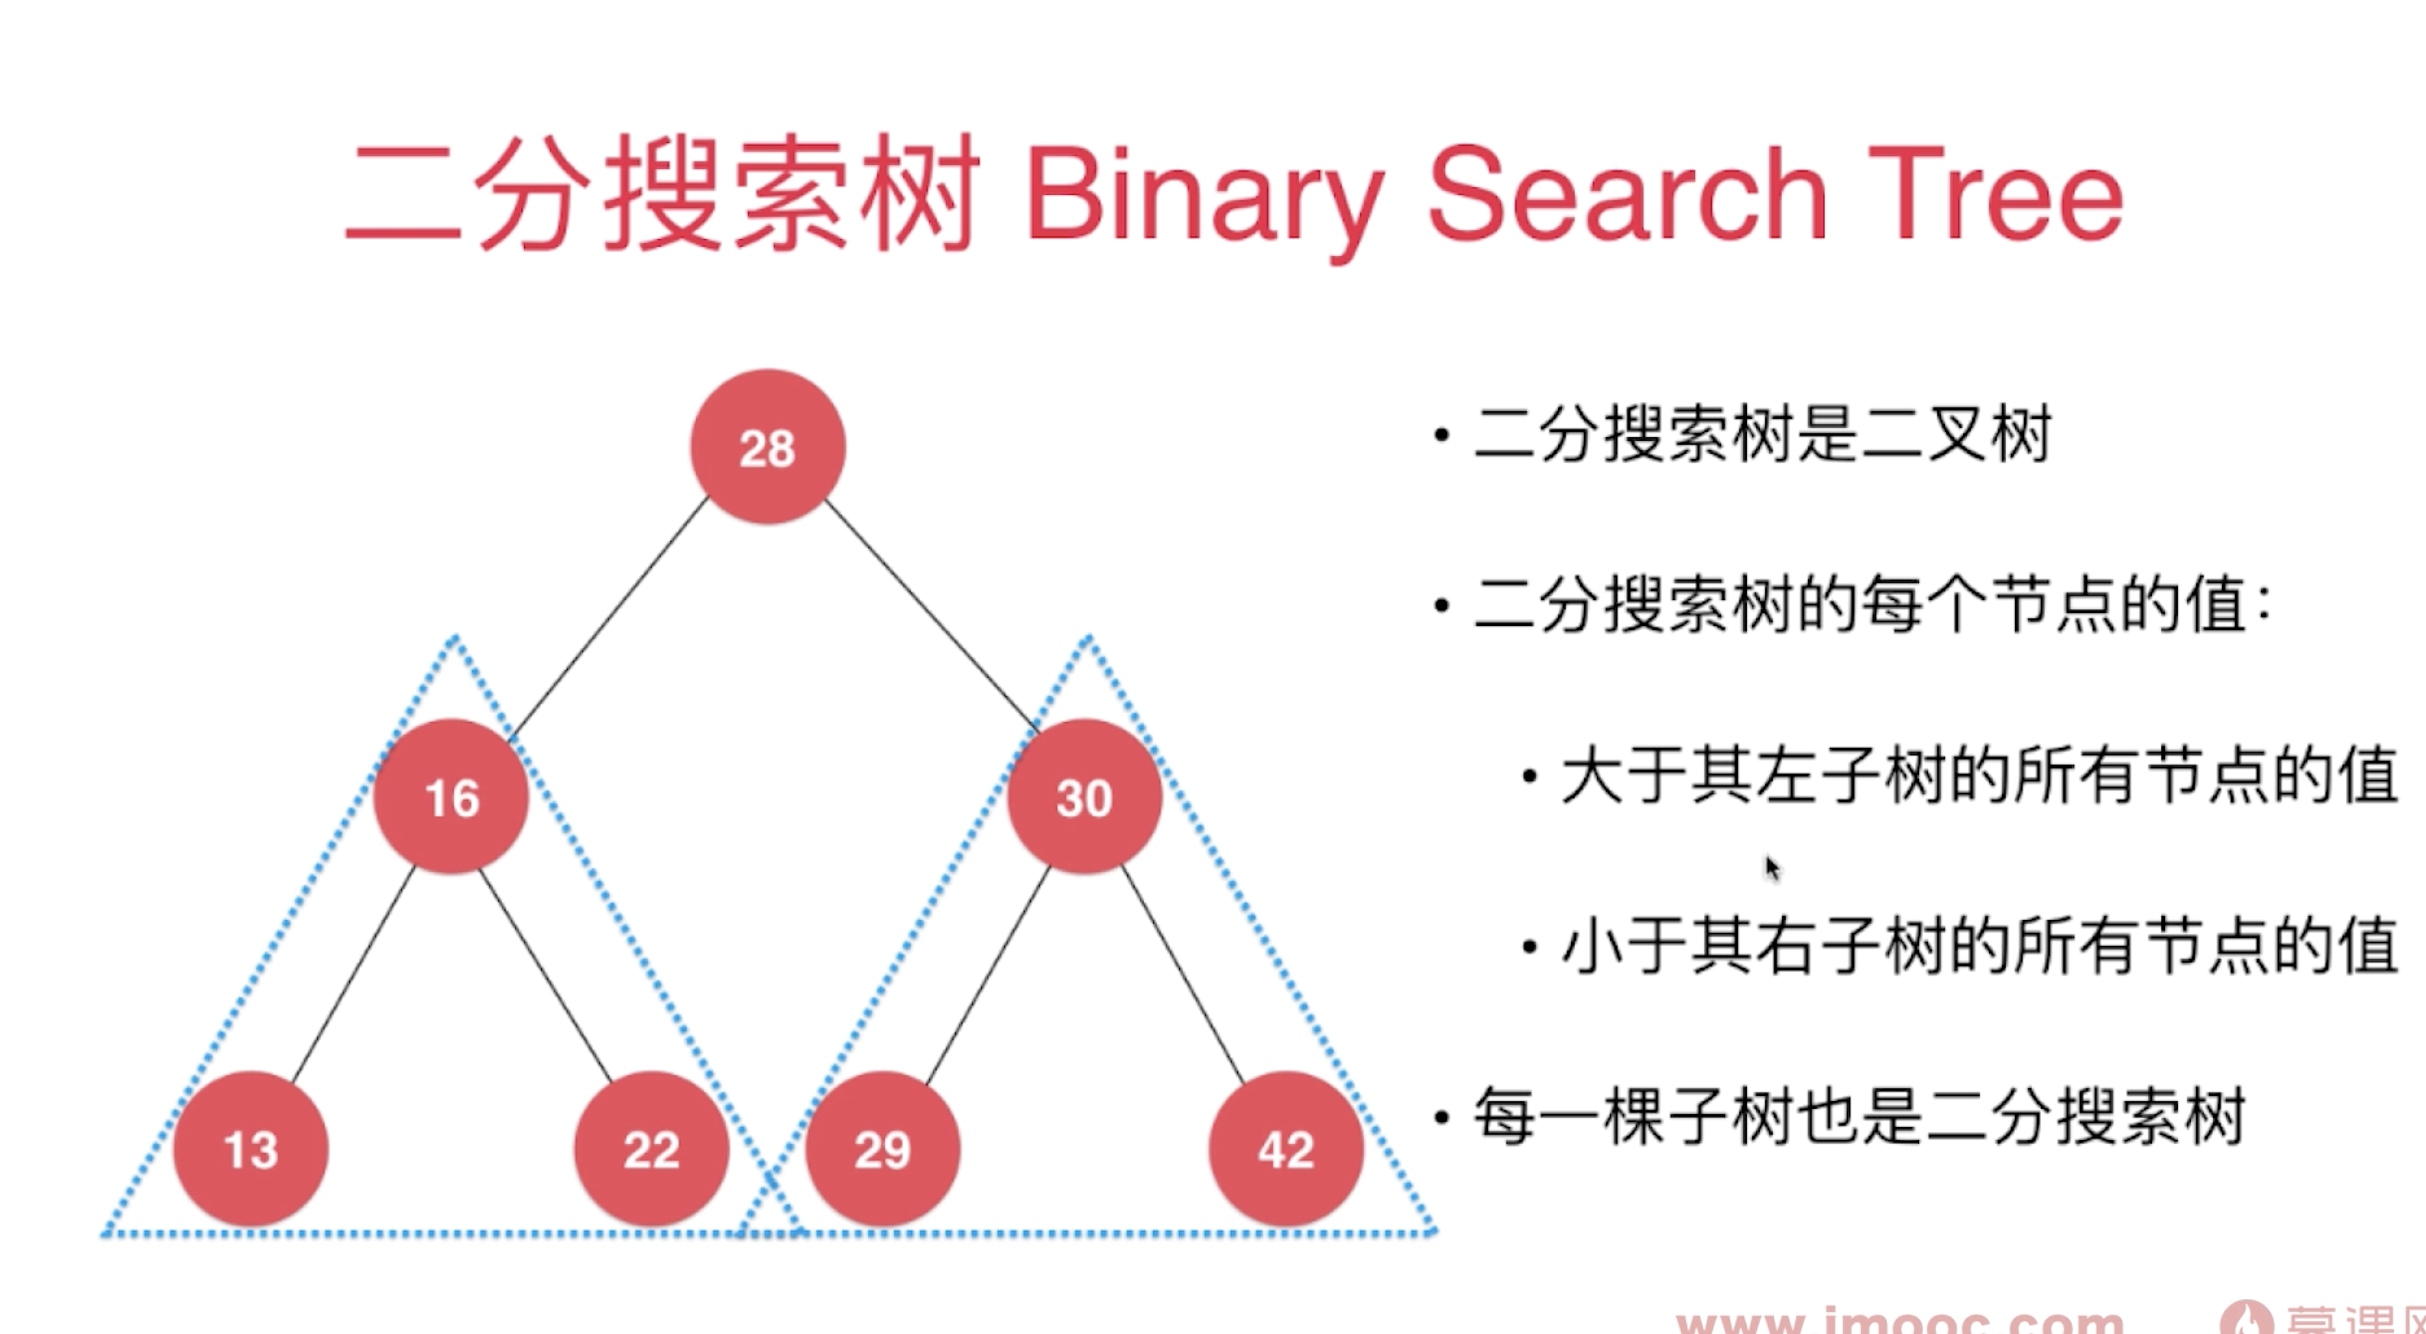 二分搜索树 Binary Search Tree
28
16
30
13
22
29
42
• 二分搜索树是二叉树
• 二分搜索树的每个节点的值：
• 大于其左子树的所有节点的值
• 小于其右子树的所有节点的值
• 每一棵子树也是二分搜索树
www.imooc.com
慕课网